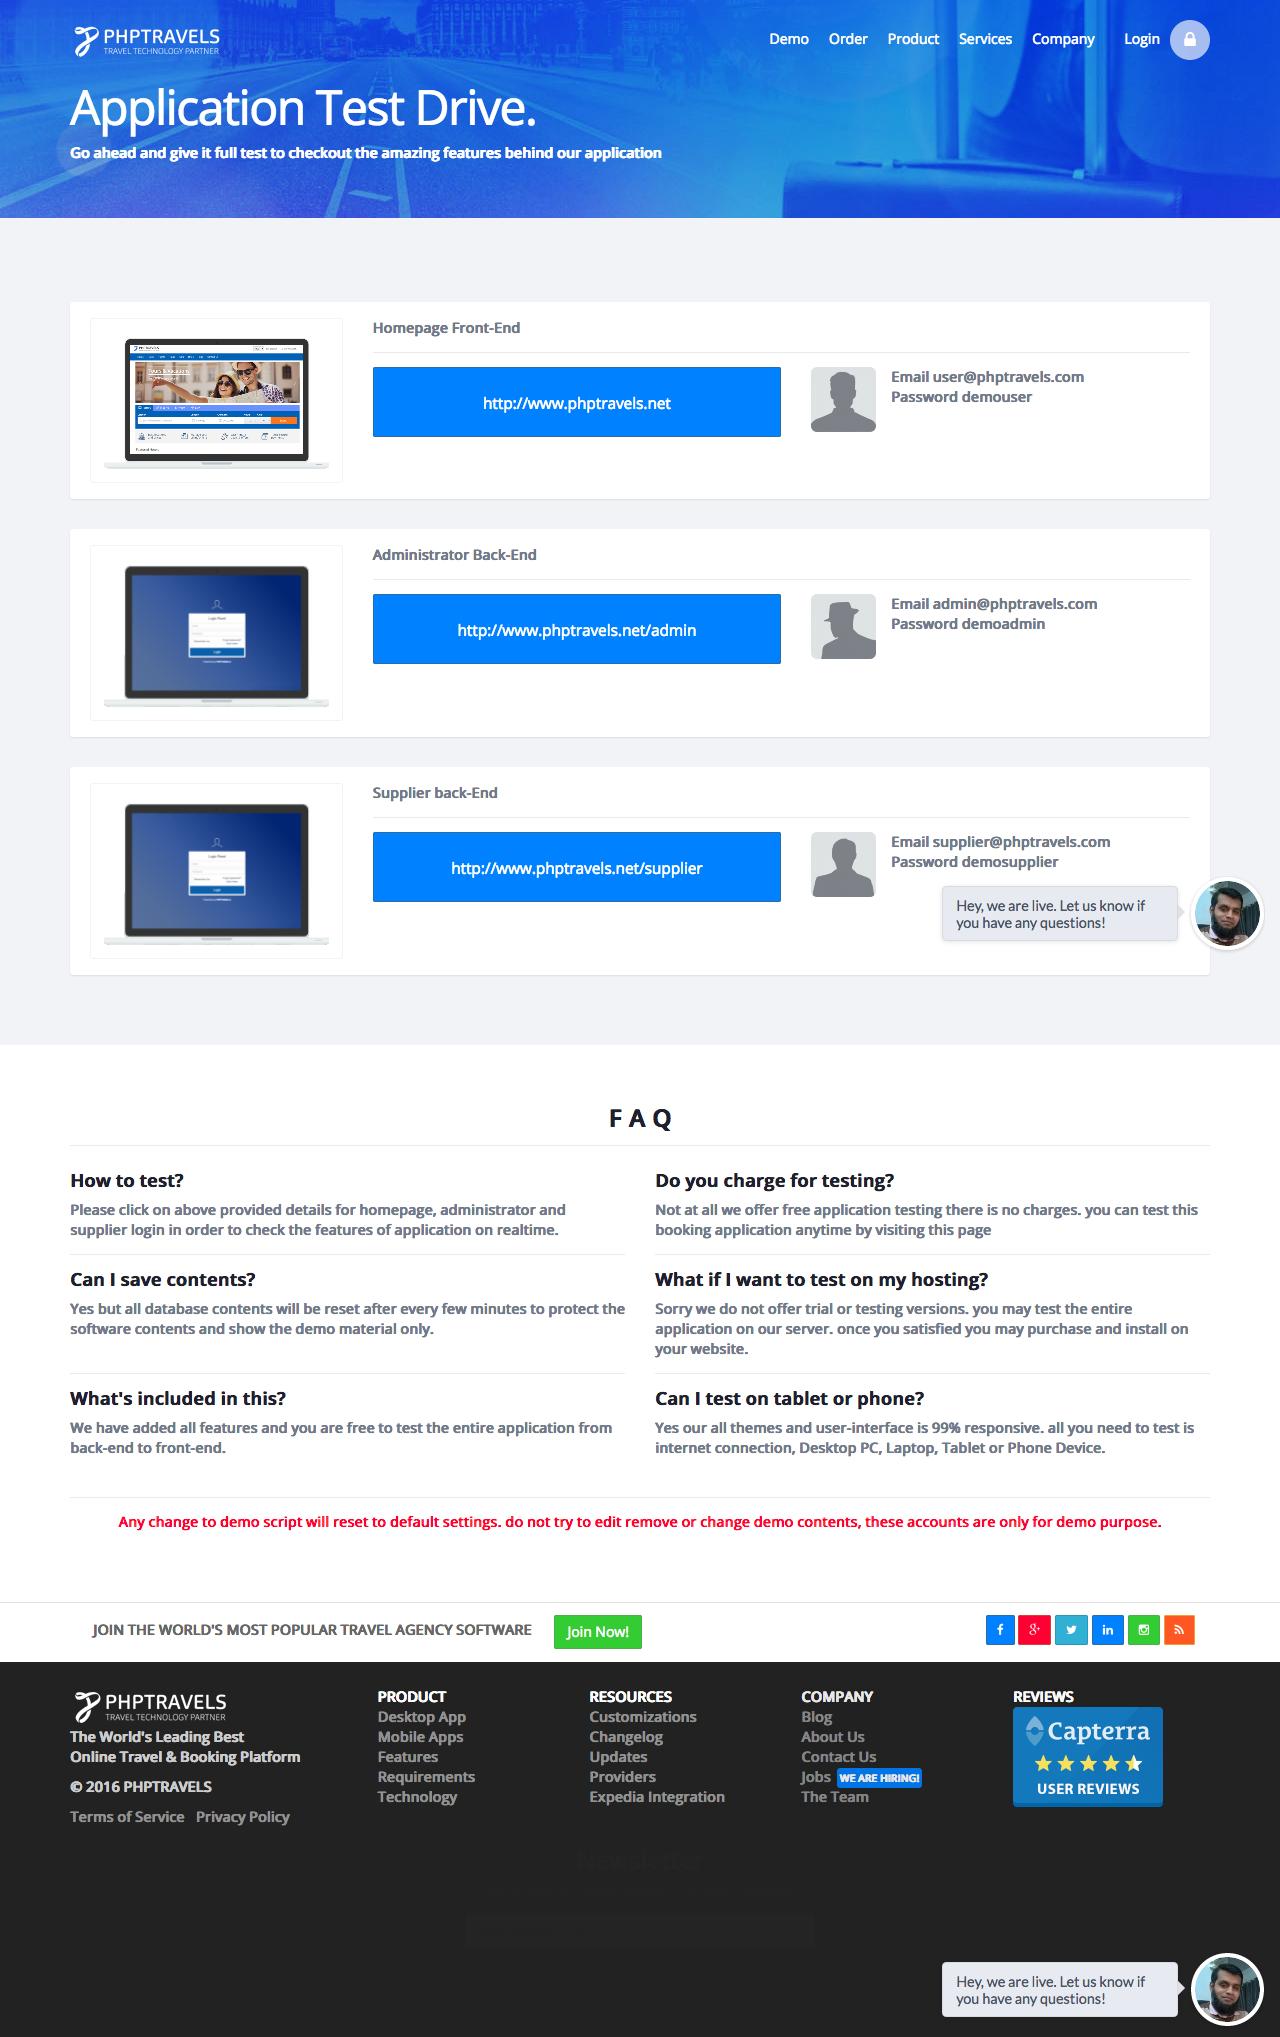 PHPTRAVELS
TRAVEL TECHNOLOGY PARTNER
Demo Order Product Services Company Login
Application Test Drive.
Go ahead and give it full test to checkout the amazing features behind our application
Homepage Front-End
http://www.phptravels.net
Email user@phptravels.com
Password demouser
Administrator Back-End
http://www.phptravels.net/admin
Email admin@phptravels.com
Password demoadmin
Supplier back-End
http://www.phptravels.net/supplier
Email supplier@phptravels.com
Password demosupplier
Hey, we are live. Let us know if
you have any questions!
F A Q
How to test?
Please click on above provided details for homepage, administrator and
supplier login in order to check the features of application on realtime.
Do you charge for testing?
Not at all we offer free application testing there is no charges. you can test this
booking application anytime by visiting this page
Can I save contents?
Yes but all database contents will be reset after every few minutes to protect the
software contents and show the demo material only.
What if I want to test on my hosting?
Sorry we do not offer trial or testing versions. you may test the entire
application on our server. once you satisfied you may purchase and install on
your website.
What's included in this?
We have added all features and you are free to test the entire application from
back-end to front-end.
Can I test on tablet or phone?
Yes our all themes and user-interface is 99% responsive. all you need to test is
internet connection, Desktop PC, Laptop, Tablet or Phone Device.
Any change to demo script will reset to default settings. do not try to edit remove or change demo contents, these accounts are only for demo purpose.
JOIN THE WORLD'S MOST POPULAR TRAVEL AGENCY SOFTWARE
Join Now!
PHPTRAVELS
TRAVEL TECHNOLOGY PARTNER
The World's Leading Best
Online Travel & Booking Platform
© 2016 PHPTRAVELS
Terms of Service Privacy Policy
PRODUCT
Desktop App
Mobile Apps
Features
Requirements
Technology
RESOURCES
Customizations
Changelog
Updates
Providers
Expedia Integration
COMPANY
Blog
About Us
Contact Us
Jobs WE ARE HIRING!
The Team
REVIEWS
Capterra
USER REVIEWS
Newsletter
Hey, we are live. Let us know if
you have any questions!